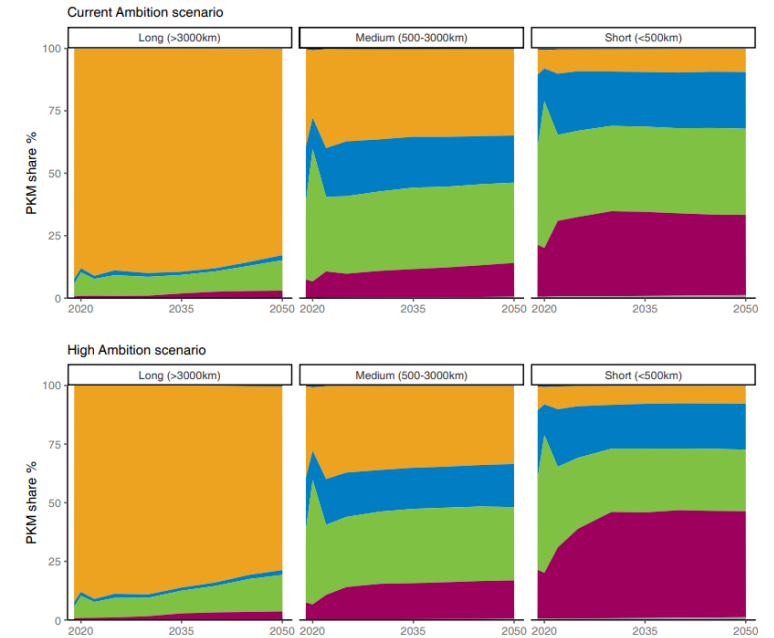 Current Ambition scenario
Long (>3000km)
Medium (500-3000km)
Short (<500km)
PKM share %
100
75
50
25
0
2020
2035
2050
2020
2035
2050
2020
2035
2050
High Ambition scenario
Long (>3000km)
Medium (500-3000km)
Short (<500km)
PKM share %
100
75
50
25
0
2020
2035
2050
2020
2035
2050
2020
2035
2050